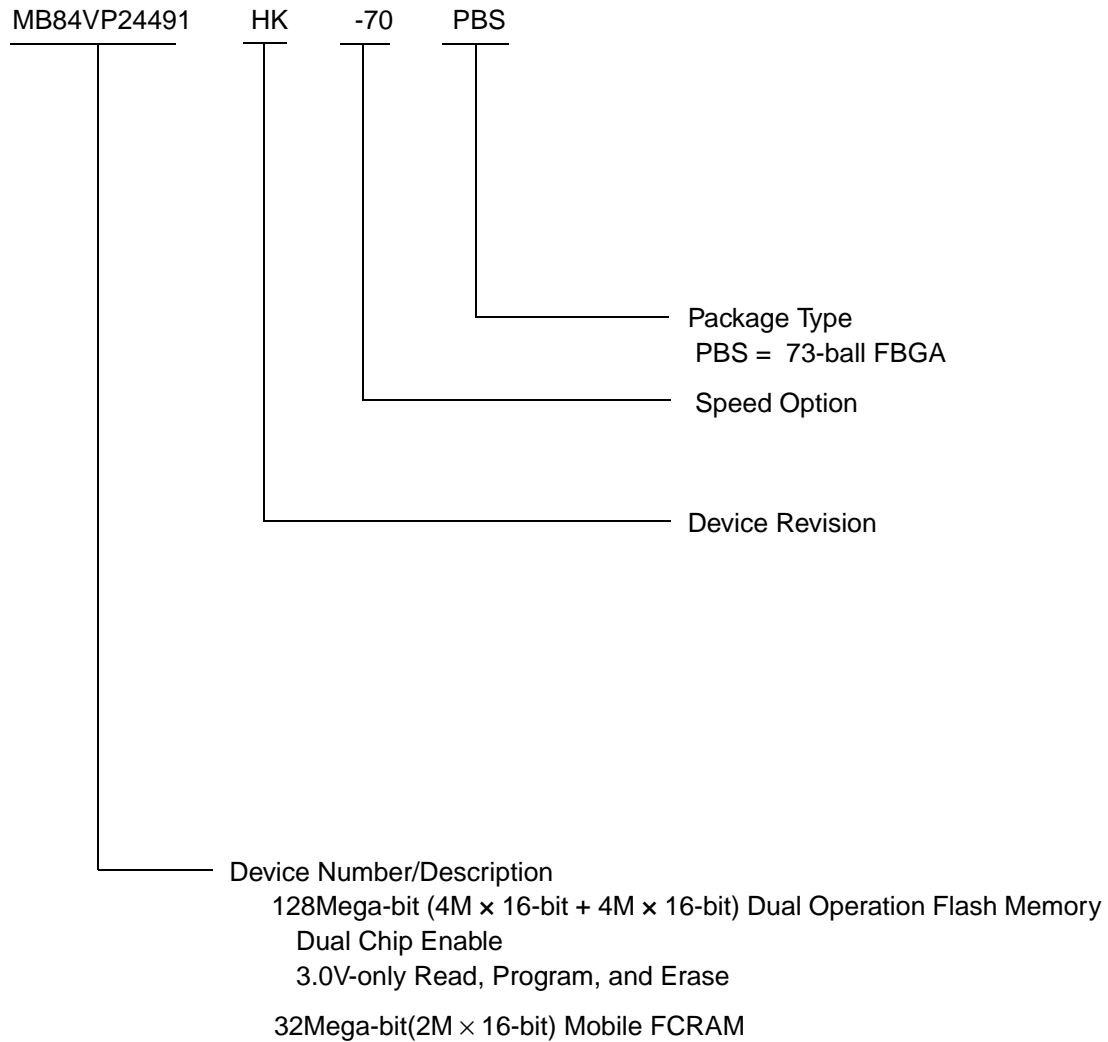 MB84VP24491 HK -70 PBS
Package Type
PBS = 73-ball FBGA
Speed Option
Device Revision
Device Number/Description
128Mega-bit (4M × 16-bit + 4M × 16-bit) Dual Operation Flash Memory
Dual Chip Enable
3.0V-only Read, Program, and Erase
32Mega-bit(2M × 16-bit) Mobile FCRAM